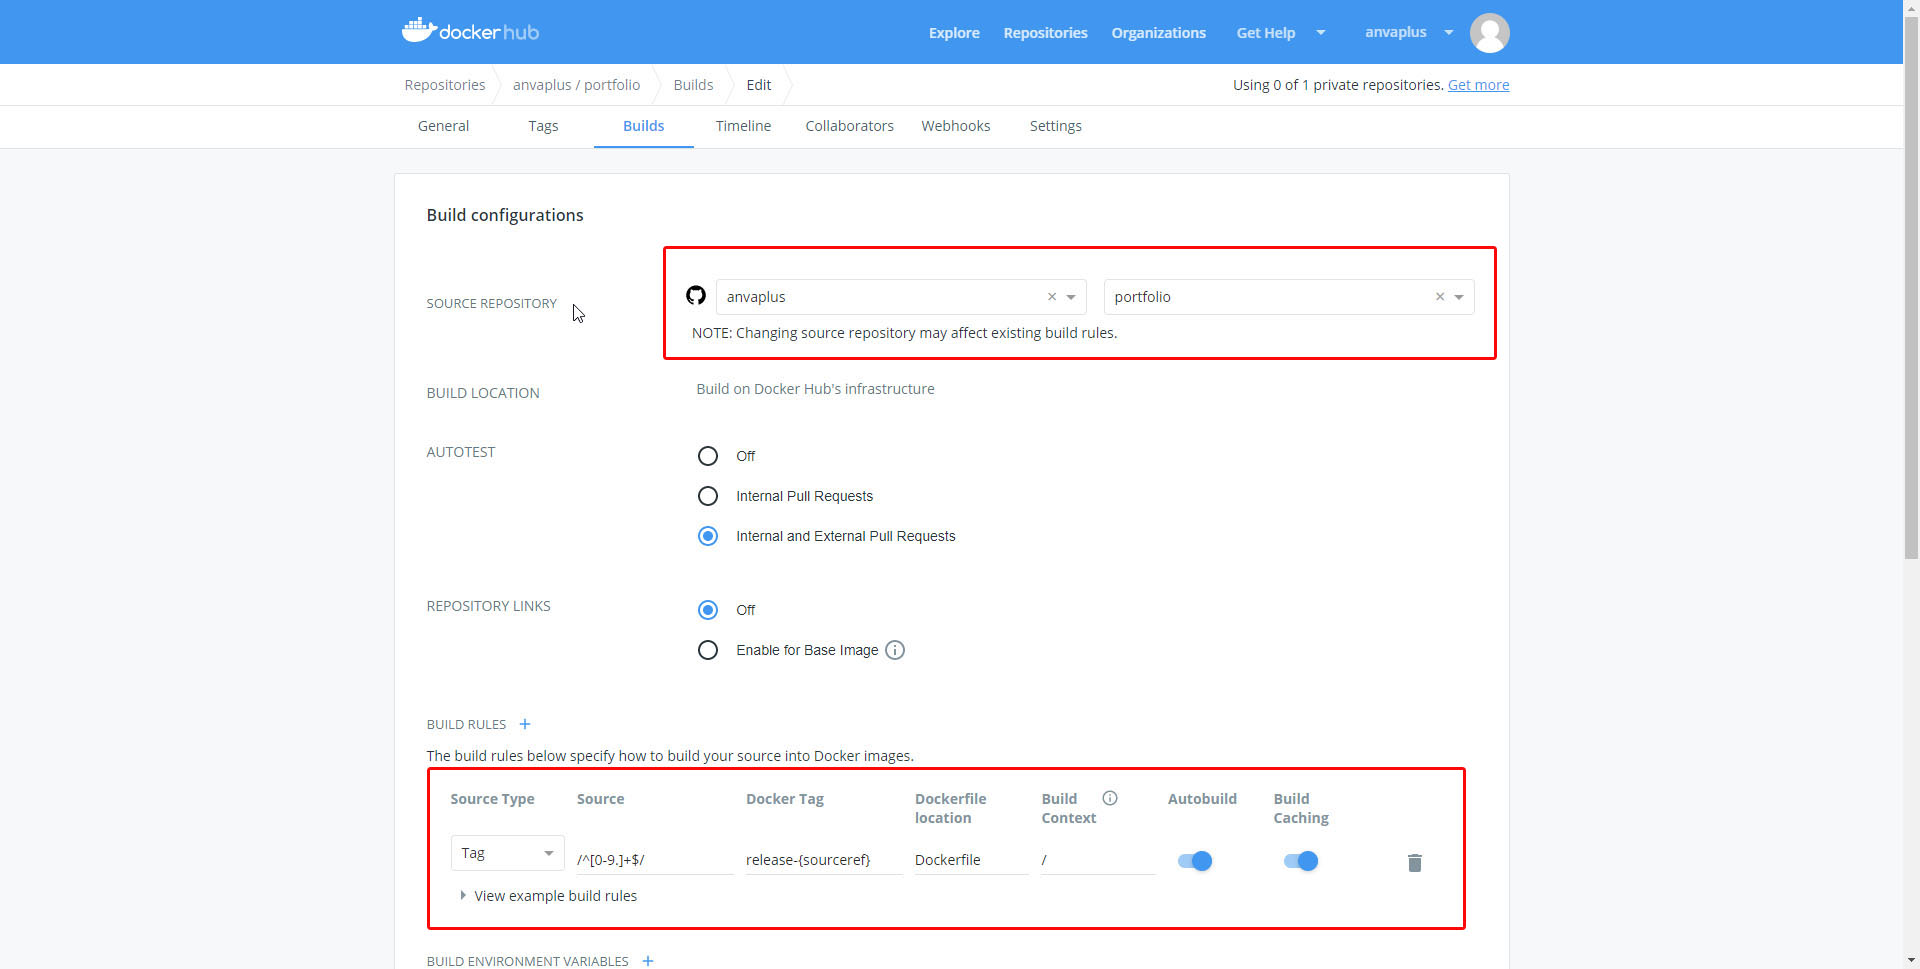 dockerhub
Explore Repositories Organizations Get Help anvaplus
Repositories anvaplus / portfolio Builds Edit
Using 0 of 1 private repositories. Get more
General Tags Builds Timeline Collaborators Webhooks Settings
Build configurations
SOURCE REPOSITORY
anvaplus × portfolio ×
NOTE: Changing source repository may affect existing build rules.
BUILD LOCATION
Build on Docker Hub's infrastructure
AUTOTEST
Off
Internal Pull Requests
Internal and External Pull Requests
REPOSITORY LINKS
Off
Enable for Base Image
BUILD RULES +
The build rules below specify how to build your source into Docker images.
Source Type Source Docker Tag Dockerfile location Build Context Autobuild Build Caching
Tag /^[0-9.]+$/ release-{sourceref} Dockerfile /
View example build rules
BUILD ENVIRONMENT VARIABLES +